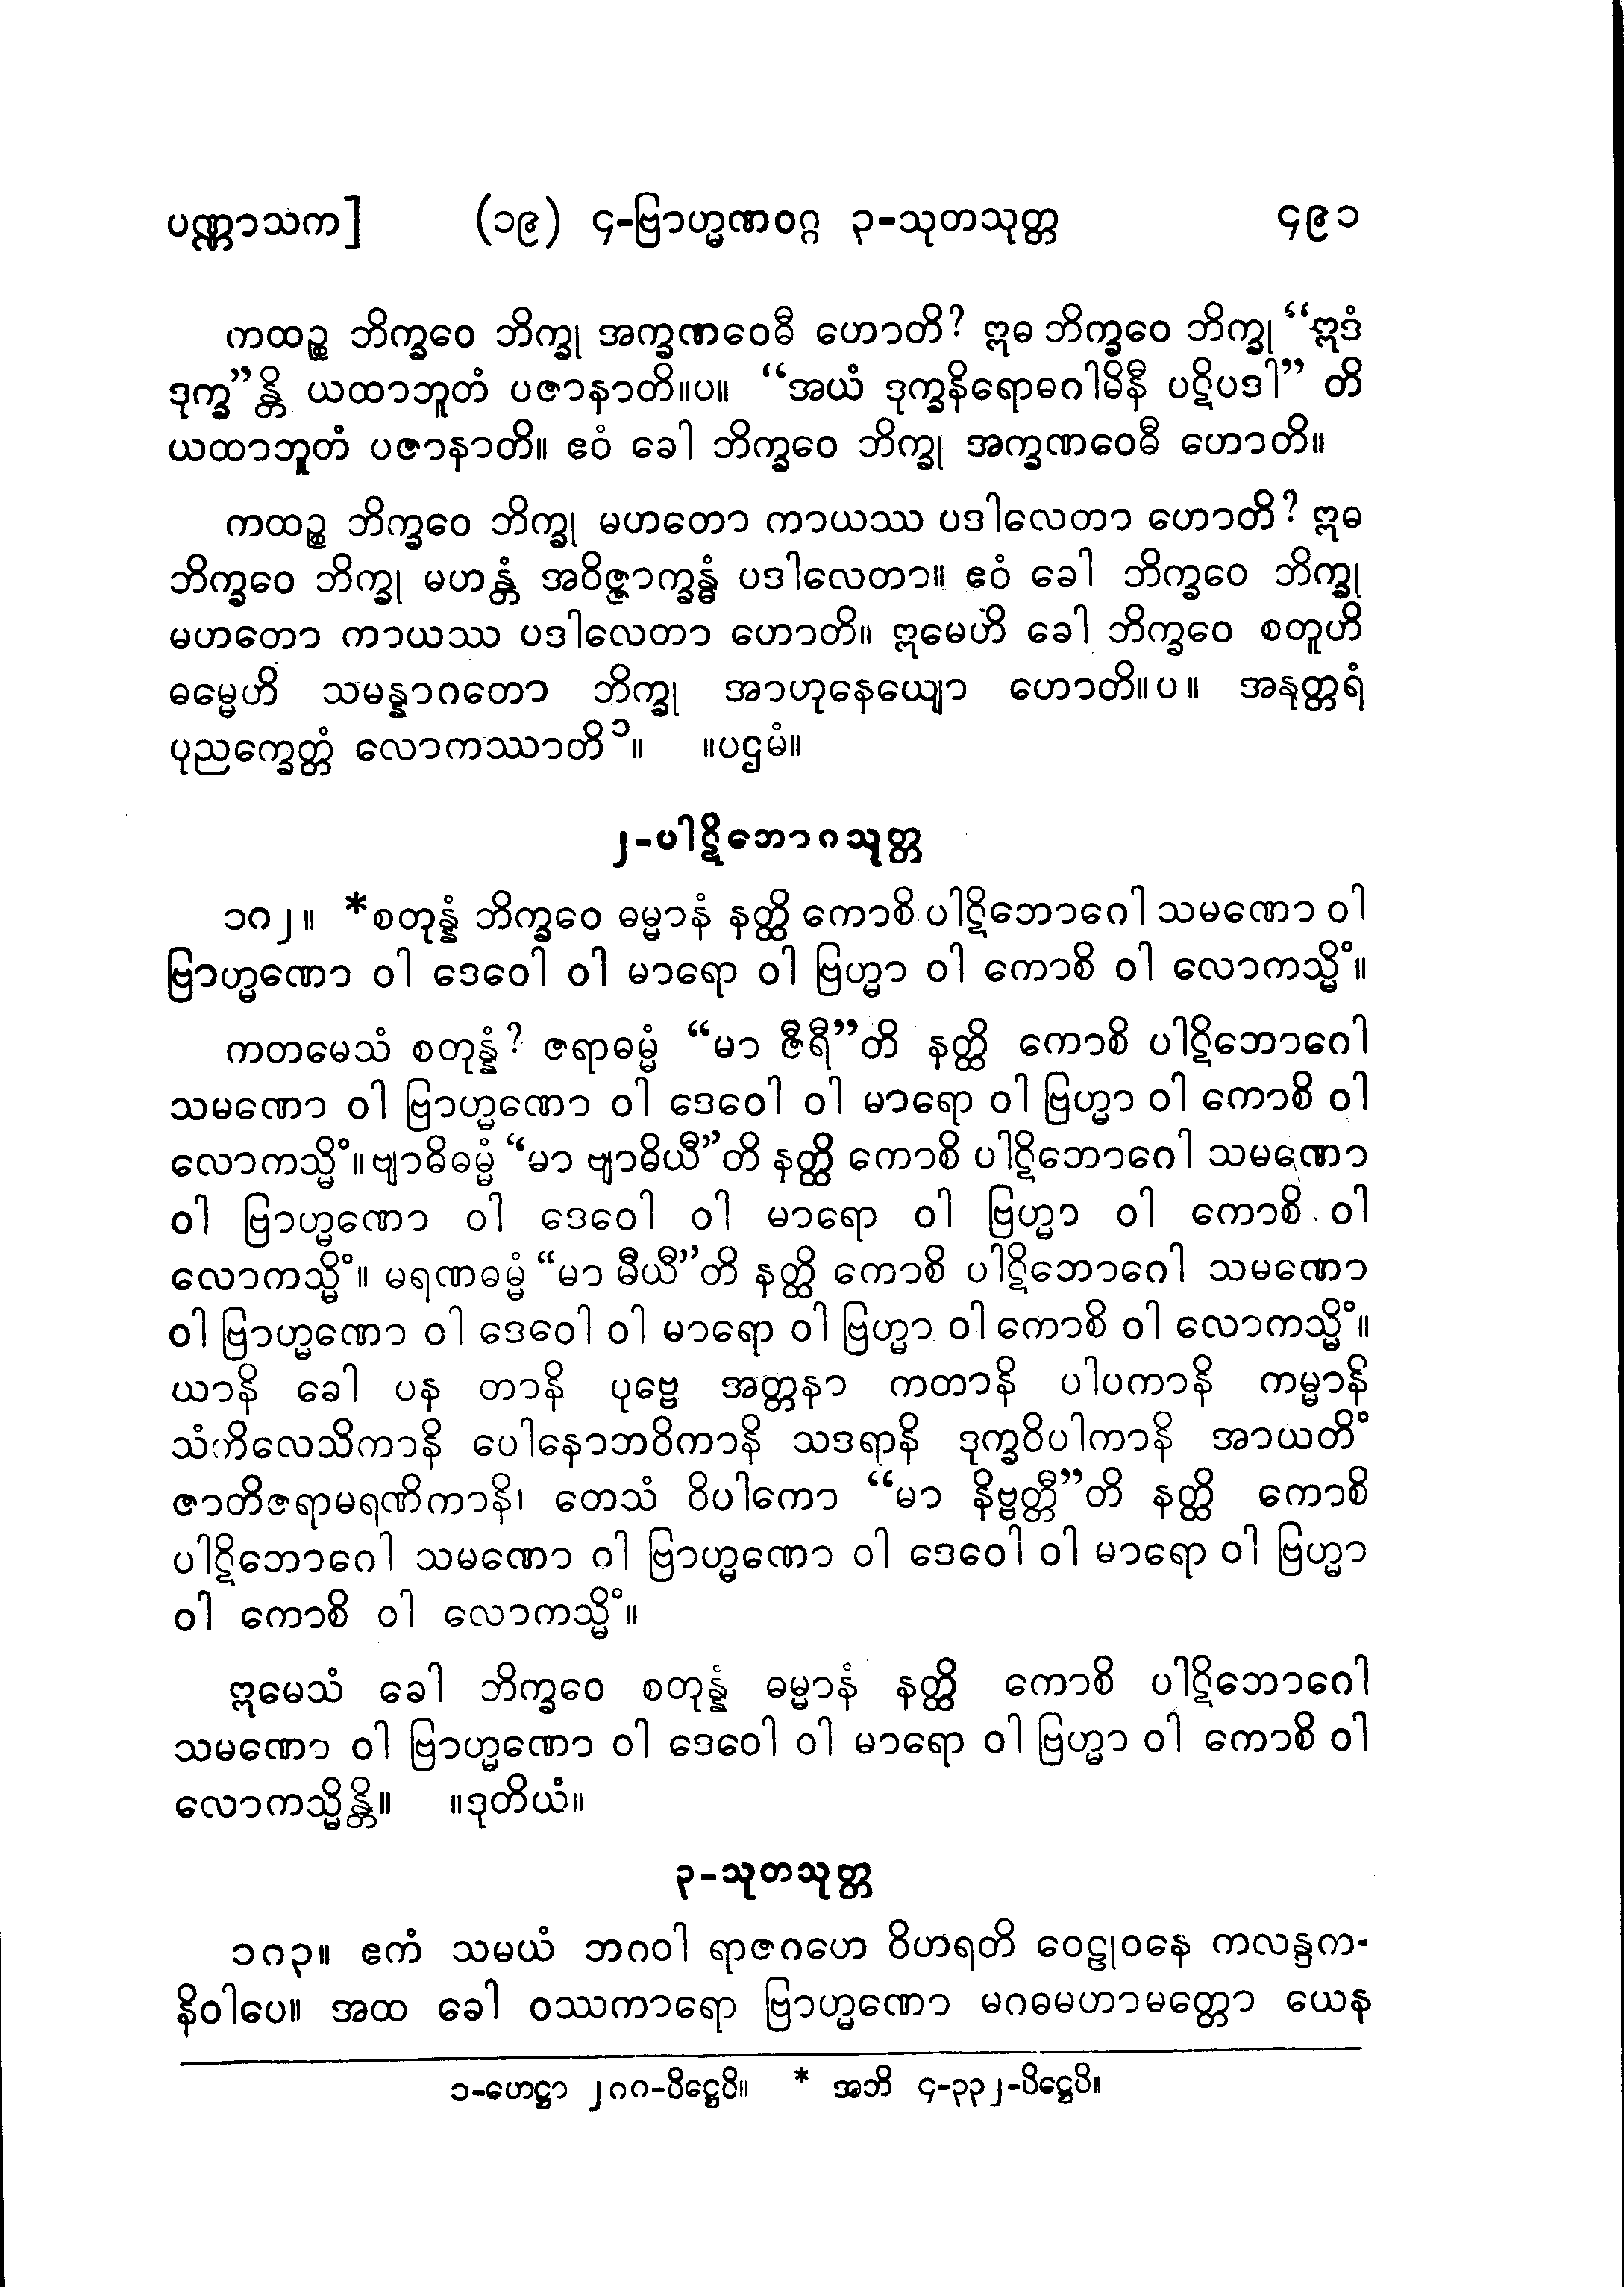 ပဏ္ဏာသက] (၁၉) ၄-ဗြာဟ္မဏဝဂ္ဂ ၃-သုတသုတ္တ ၄၉၁
ကထဉ္စ ဘိက္ခဝေ ဘိက္ခု အက္ခဏဝေဓီ ဟောတိ? ဣဓ ဘိက္ခဝေ ဘိက္ခု “ဣဒံ
ဒုက္ခ”န္တိ ယထာဘူတံ ပဇာနာတိ။ပ။ “အယံ ဒုက္ခနိရောဓဂါမိနီ ပဋိပဒါ” တိ
ယထာဘူတံ ပဇာနာတိ။ ဧဝံ ခေါ ဘိက္ခဝေ ဘိက္ခု အက္ခဏဝေဓီ ဟောတိ။
ကထဉ္စ ဘိက္ခဝေ ဘိက္ခု မဟတော ကာယဿ ပဒါလေတာ ဟောတိ? ဣဓ
ဘိက္ခဝေ ဘိက္ခု မဟန္တံ အဝိဇ္ဇာက္ခန္ဓံ ပဒါလေတာ။ ဧဝံ ခေါ ဘိက္ခဝေ ဘိက္ခု
မဟတော ကာယဿ ပဒါလေတာ ဟောတိ။ ဣမေဟိ ခေါ ဘိက္ခဝေ စတူဟိ
ဓမ္မေဟိ သမန္နာဂတော ဘိက္ခု အာဟုနေယျော ဟောတိ။ပ။ အနုတ္တရံ
ပုညက္ခေတ္တံ လောကဿာတိ၁။ ။ပဌမံ။
၂-ပါဋိဘောဂသုတ္တ
၁၈၂။ *စတုန္နံ ဘိက္ခဝေ ဓမ္မာနံ နတ္ထိ ကောစိ ပါဋိဘောဂေါ သမဏော ဝါ
ဗြာဟ္မဏော ဝါ ဒေဝေါ ဝါ မာရော ဝါ ဗြဟ္မာ ဝါ ကောစိ ဝါ လောကသ္မိံ။
ကတမေသံ စတုန္နံ? ဇရာဓမ္မံ “မာ ဇီရီ”တိ နတ္ထိ ကောစိ ပါဋိဘောဂေါ
သမဏော ဝါ ဗြာဟ္မဏော ဝါ ဒေဝေါ ဝါ မာရော ဝါ ဗြဟ္မာ ဝါ ကောစိ ဝါ
လောကသ္မိံ။ ဗျာဓိဓမ္မံ “မာ ဗျာဓိယီ”တိ နတ္ထိ ကောစိ ပါဋိဘောဂေါ သမဏော
ဝါ ဗြာဟ္မဏော ဝါ ဒေဝေါ ဝါ မာရော ဝါ ဗြဟ္မာ ဝါ ကောစိ ဝါ
လောကသ္မိံ။ မရဏဓမ္မံ “မာ မီယီ”တိ နတ္ထိ ကောစိ ပါဋိဘောဂေါ သမဏော
ဝါ ဗြာဟ္မဏော ဝါ ဒေဝေါ ဝါ မာရော ဝါ ဗြဟ္မာ ဝါ ကောစိ ဝါ လောကသ္မိံ။
ယာနိ ခေါ ပန တာနိ ပုဗ္ဗေ အတ္တနာ ကတာနိ ပါပကာနိ ကမ္မာနိ
သံကိလေသိကာနိ ပေါနောဘဝိကာနိ သဒရာနိ ဒုက္ခဝိပါကာနိ အာယတိံ
ဇာတိဇရာမရဏိကာနိ၊ တေသံ ဝိပါကော “မာ နိဗ္ဗတ္တီ”တိ နတ္ထိ ကောစိ
ပါဋိဘောဂေါ သမဏော ဝါ ဗြာဟ္မဏော ဝါ ဒေဝေါ ဝါ မာရော ဝါ ဗြဟ္မာ
ဝါ ကောစိ ဝါ လောကသ္မိံ။
ဣမေသံ ခေါ ဘိက္ခဝေ စတုန္နံ ဓမ္မာနံ နတ္ထိ ကောစိ ပါဋိဘောဂေါ
သမဏော ဝါ ဗြာဟ္မဏော ဝါ ဒေဝေါ ဝါ မာရော ဝါ ဗြဟ္မာ ဝါ ကောစိ ဝါ
လောကသ္မိန္တိ။ ။ဒုတိယံ။
၃-သုတသုတ္တ
၁၈၃။ ဧကံ သမယံ ဘဂဝါ ရာဇဂဟေ ဝိဟရတိ ဝေဠုဝနေ ကလန္ဒက-
နိဝါပေ။ အထ ခေါ ဝဿကာရော ဗြာဟ္မဏော မဂဓမဟာမတ္တော ယေန
၁-ဟေဋ္ဌာ ၂၈၈-ပိဋ္ဌေပိ။ * အဘိ ၄-၃၃၂-ပိဋ္ဌေပိ။